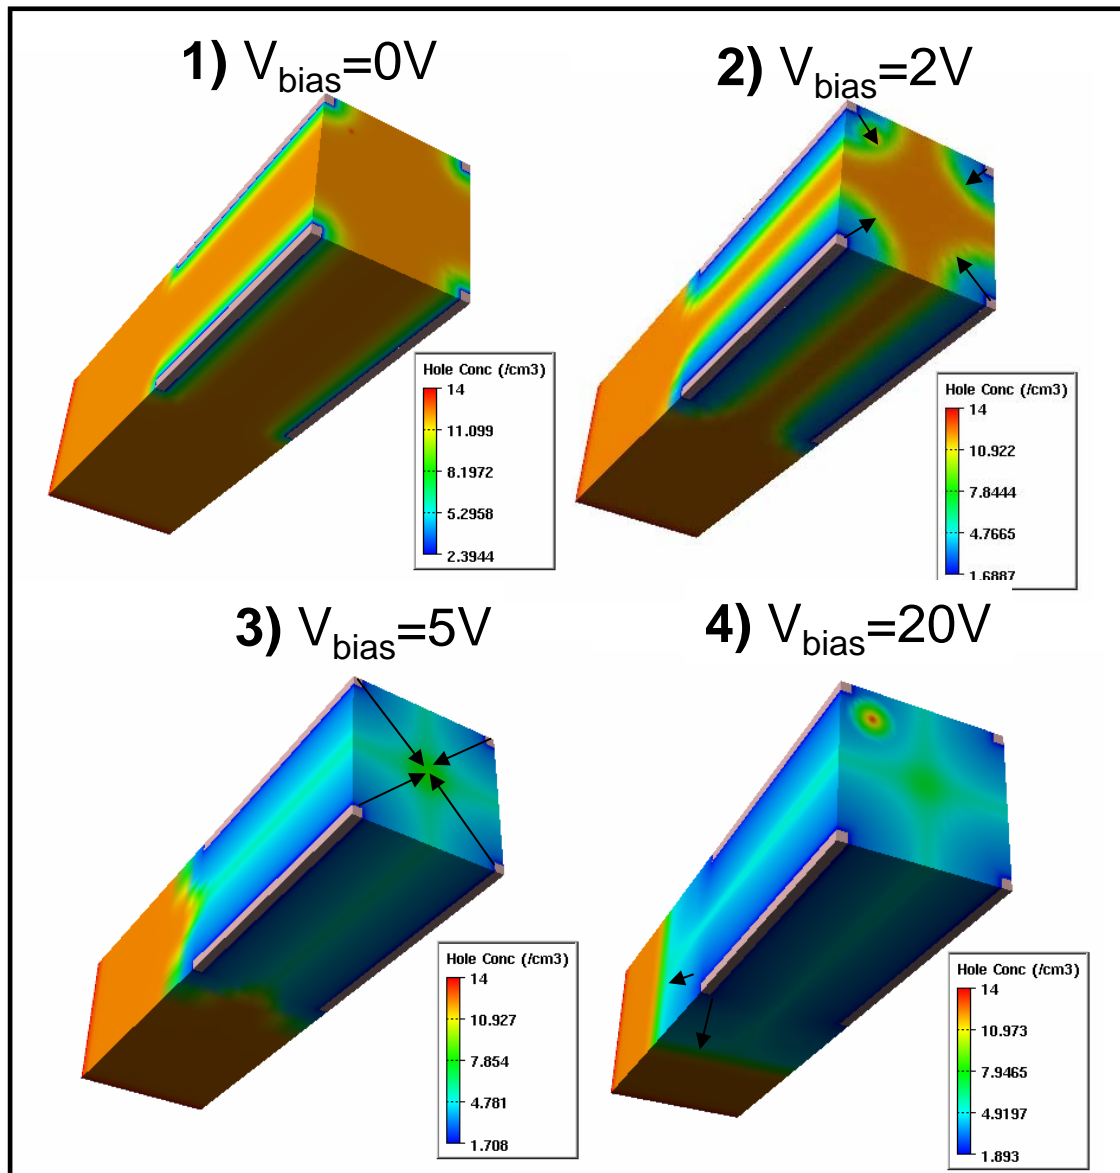 1) Vbias=0V
2) Vbias=2V
Hole Conc (/cm3)
14
11.099
8.1972
5.2958
2.3944
Hole Conc (/cm3)
14
10.922
7.8444
4.7665
1.6887
3) Vbias=5V
4) Vbias=20V
Hole Conc (/cm3)
14
10.927
7.854
4.781
1.708
Hole Conc (/cm3)
14
10.973
7.9465
4.9197
1.893